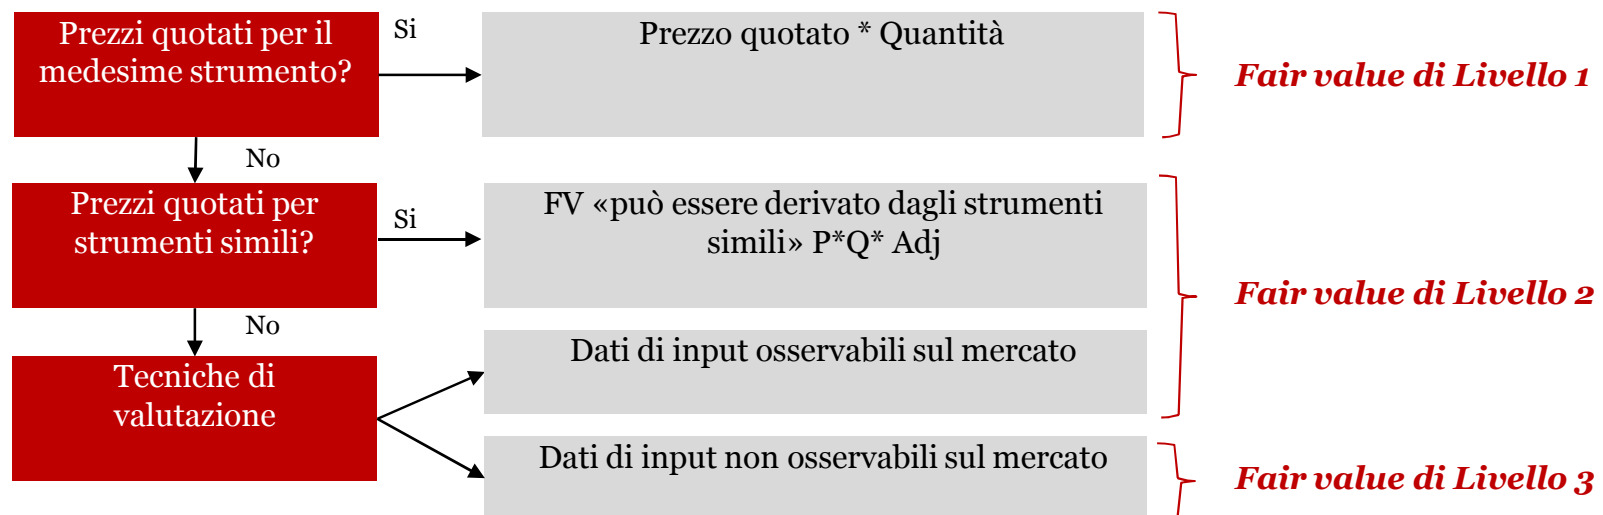 Prezzi quotati per il
medesime strumento?
Si
Prezzo quotato * Quantità
Fair value di Livello 1
No
Prezzi quotati per
strumenti simili?
Si
FV «può essere derivato dagli strumenti
simili» P*Q* Adj
Fair value di Livello 2
No
Tecniche di
valutazione
Dati di input osservabili sul mercato
Dati di input non osservabili sul mercato
Fair value di Livello 3